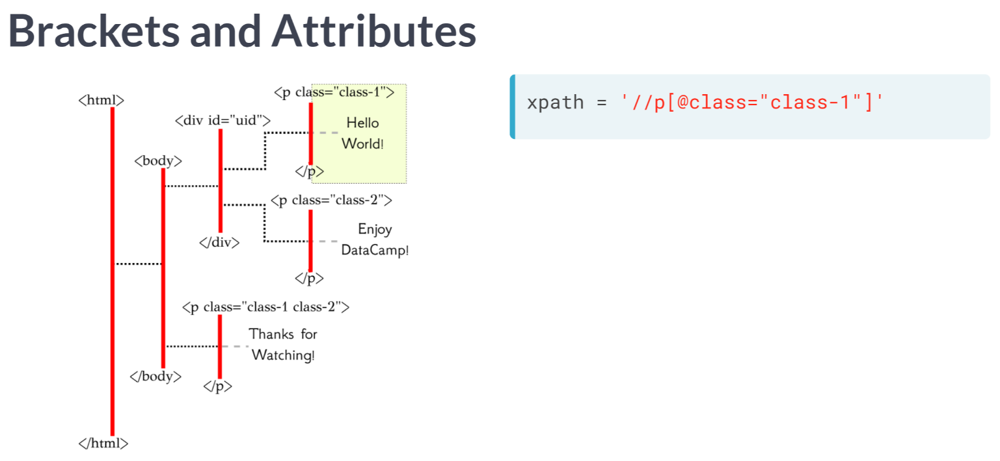 Brackets and Attributes
<html>
<body>
<div id="uid">
<p class="class-1">
Hello
World!
</p>
<p class="class-2">
Enjoy
DataCamp!
</p>
</div>
<p class="class-1 class-2">
Thanks for
Watching!
</p>
</body>
</html>
xpath = '//p[@class="class-1"]'